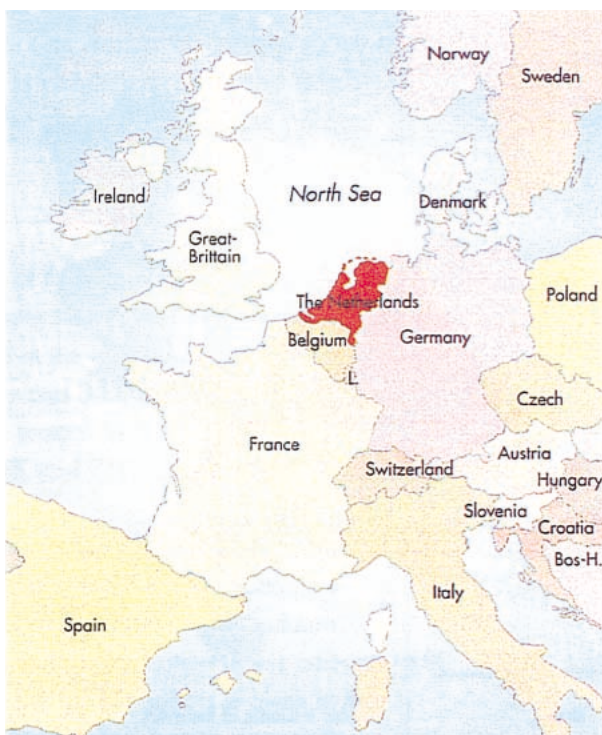 Norway
Sweden
Ireland
North Sea
Denmark
Great-
Brittain
The Netherlands
Poland
Belgium
Germany
L.
Czech
France
Austria
Switzerland
Hungary
Slovenia
Croatia
Bos-H.
Italy
Spain